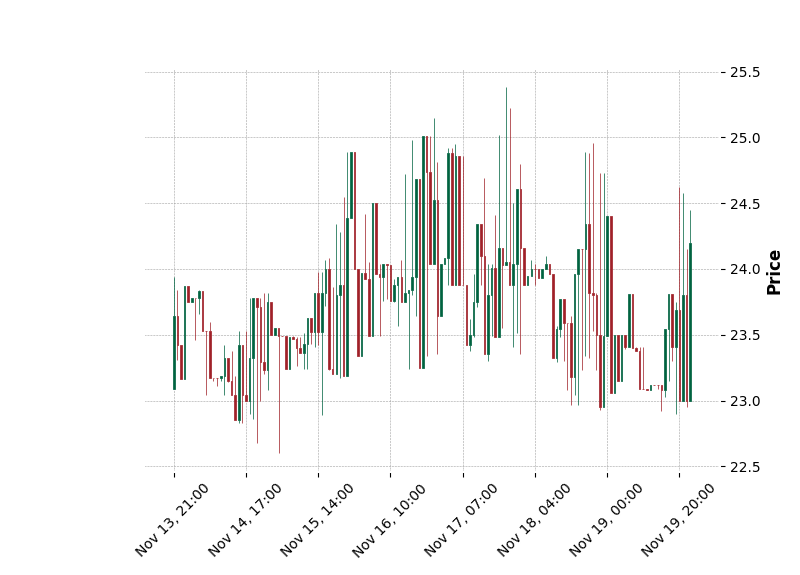 25.5
25.0
24.5
24.0
23.5
23.0
22.5
Price
Nov 13, 21:00
Nov 14, 17:00
Nov 15, 14:00
Nov 16, 10:00
Nov 17, 07:00
Nov 18, 04:00
Nov 19, 00:00
Nov 19, 20:00